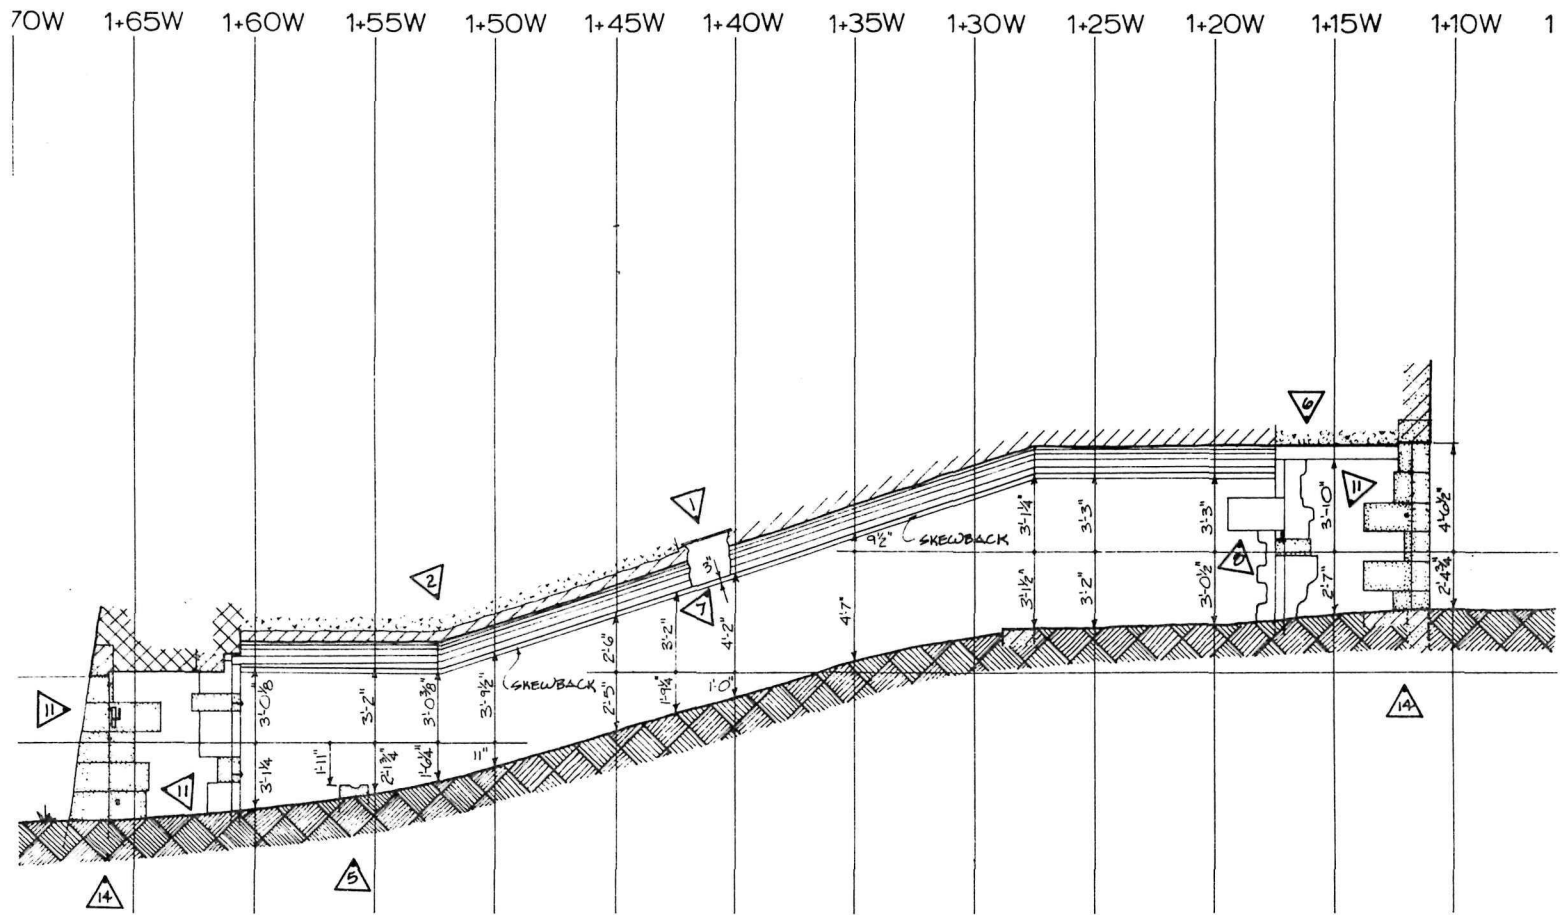 70W 1+65W 1+60W 1+55W 1+50W 1+45W 1+40W 1+35W 1+30W 1+25W 1+20W 1+15W 1+10W 1
6
11
3'-1¼" 3'-3" 3'-3" 3'-10" 4'-6½"
1
9½" SKEWBACK
3½
8
2
7
3'-1½" 3'-2" 3'-0½" 2'-7" 2'-4¾"
2'-6" 3'-2" 4'-2" 4'-7"
SKEWBACK
11
3'-0⅛" 3'-2" 3'-0⅜" 3'-9½" 2'-5" 1'-9¼" 1'-0"
14
3'-1¼ 1'-11" 2'-1¾" 1'-6¼" 11"
11
5
14